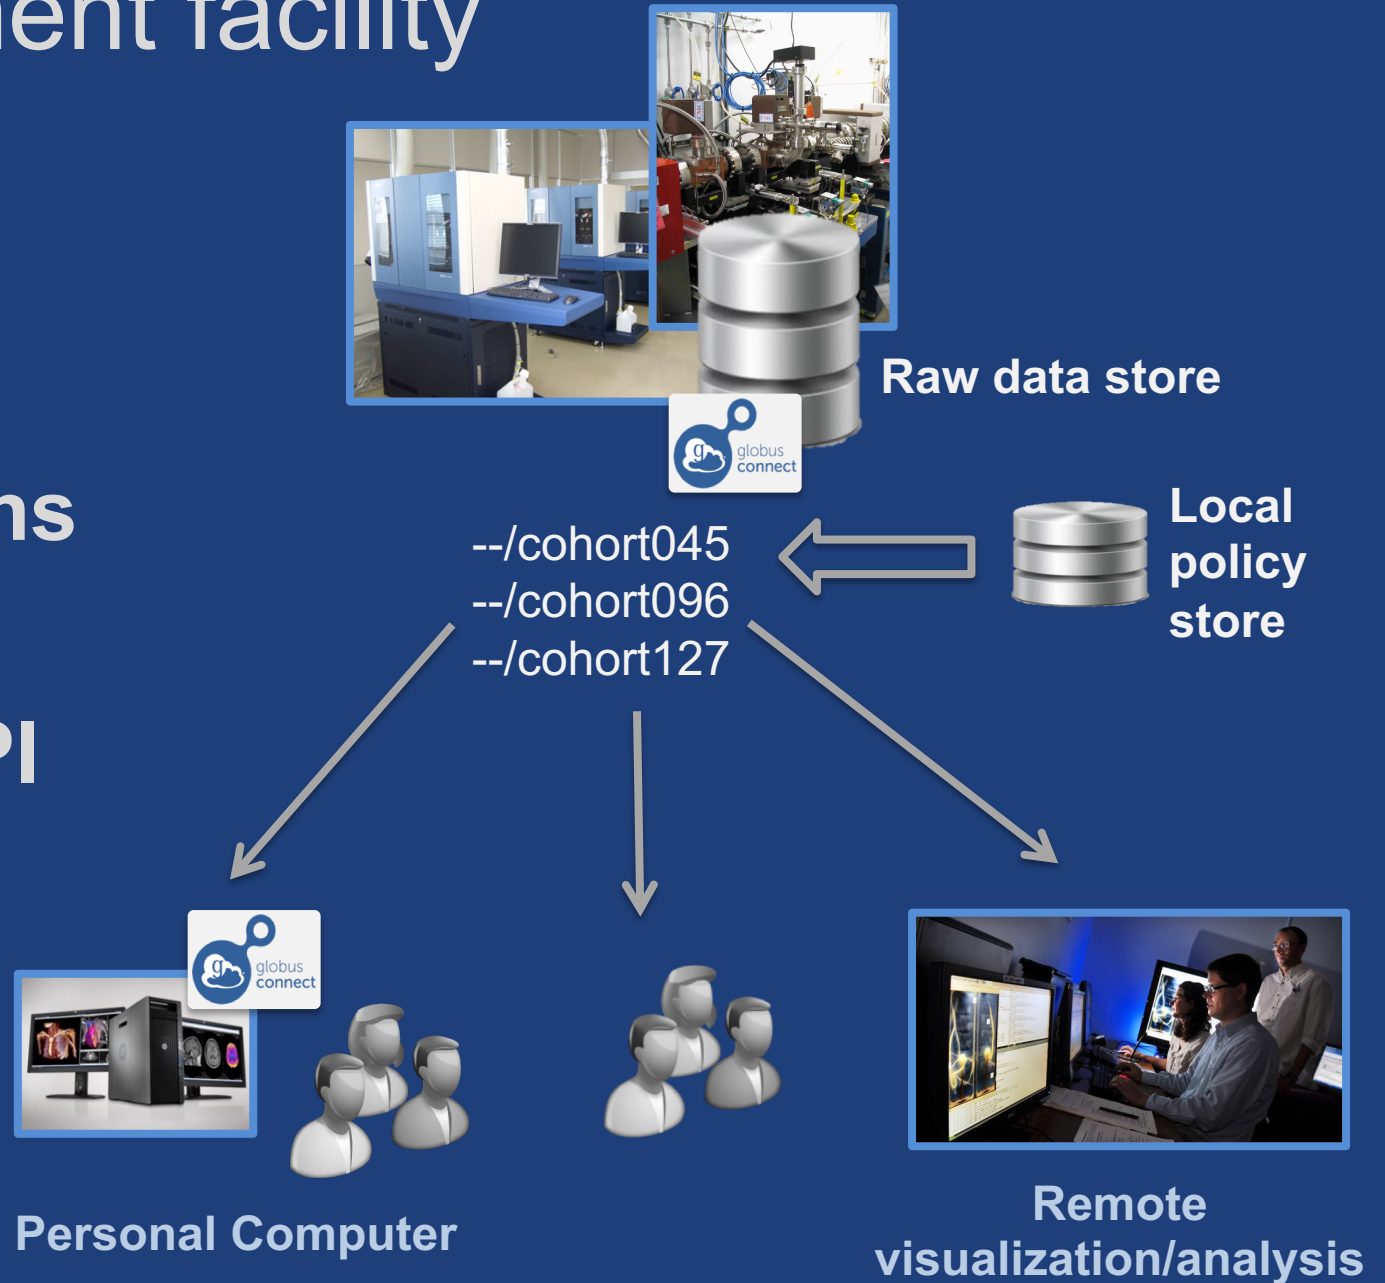 ent facility
Raw data store
globus
connect
ns
--/cohort045
--/cohort096
--/cohort127
Local
policy
store
PI
globus
connect
Personal Computer
Remote
visualization/analysis